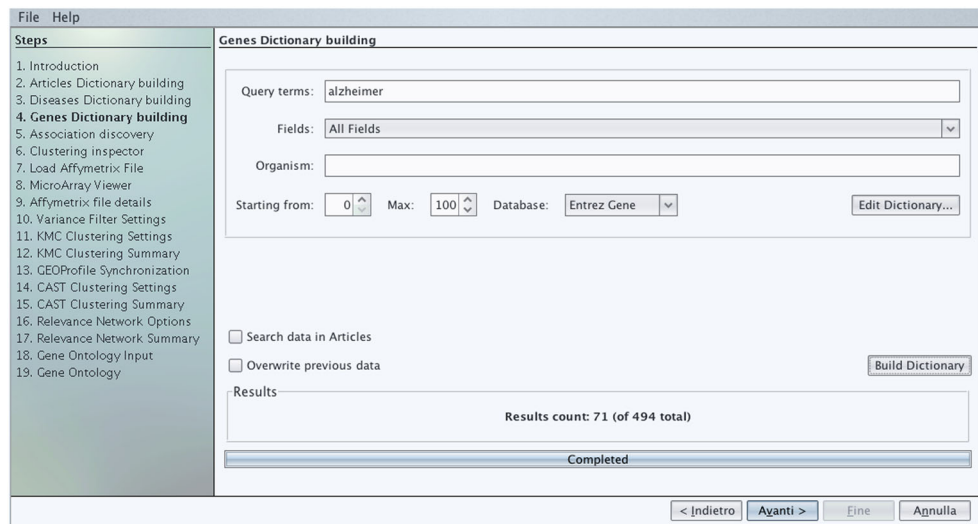 File Help
Steps
1. Introduction
2. Articles Dictionary building
3. Diseases Dictionary building
4. Genes Dictionary building
5. Association discovery
6. Clustering inspector
7. Load Affymetrix File
8. MicroArray Viewer
9. Affymetrix file details
10. Variance Filter Settings
11. KMC Clustering Settings
12. KMC Clustering Summary
13. GEOProfile Synchronization
14. CAST Clustering Settings
15. CAST Clustering Summary
16. Relevance Network Options
17. Relevance Network Summary
18. Gene Ontology Input
19. Gene Ontology
Genes Dictionary building
Query terms: alzheimer
Fields: All Fields
Organism:
Starting from: 0 Max: 100 Database: Entrez Gene Edit Dictionary...
Search data in Articles
Overwrite previous data
Build Dictionary
Results
Results count: 71 (of 494 total)
Completed
< Indietro Avanti > Fine Annulla